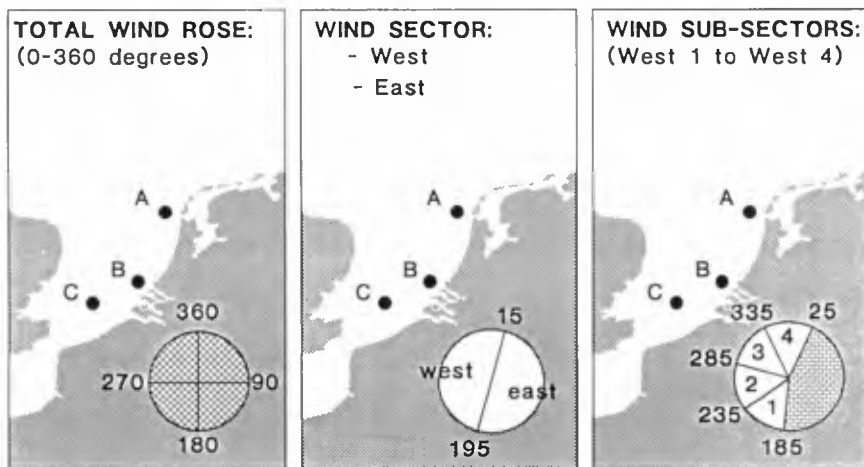 TOTAL WIND ROSE:
(0-360 degrees)
A
B
C
360
270
90
180
WIND SECTOR:
- West
- East
A
B
C
15
west
east
195
WIND SUB-SECTORS:
(West 1 to West 4)
A
B
C
335
25
4
285
3
2
235
1
185